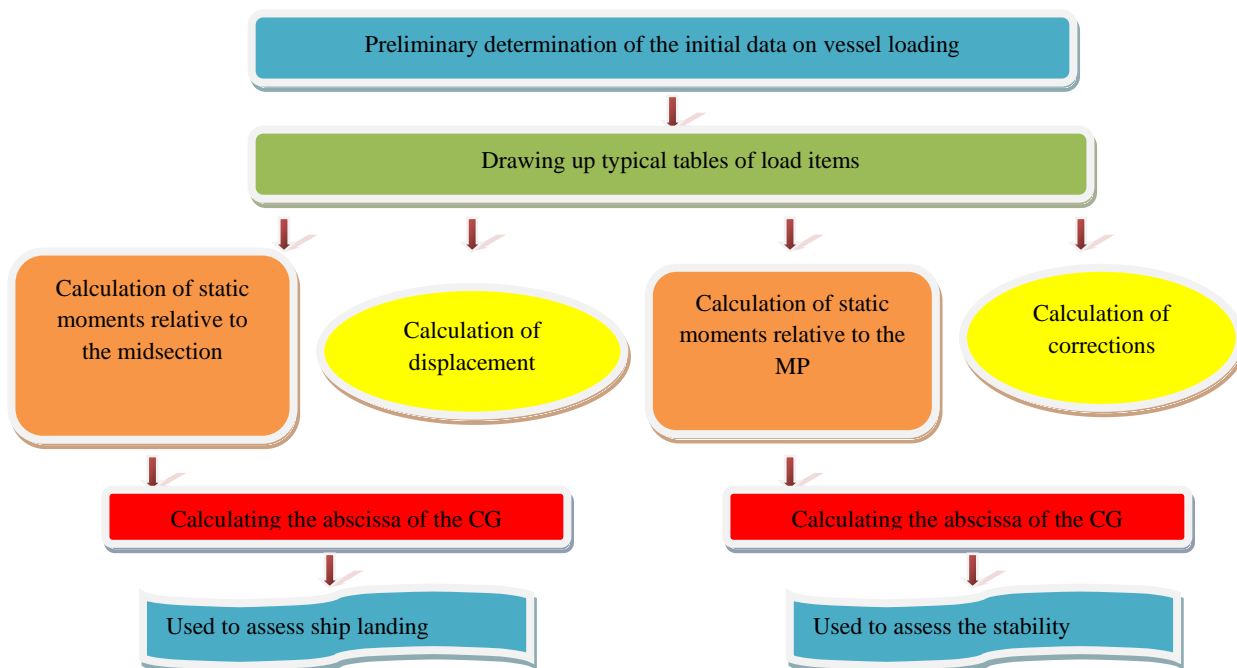 Preliminary determination of the initial data on vessel loading
Drawing up typical tables of load items
Calculation of static
moments relative to
the midsection
Calculation of
displacement
Calculation of static
moments relative to the
MP
Calculation of
corrections
Calculating the abscissa of the CG
Calculating the abscissa of the CG
Used to assess ship landing
Used to assess the stability